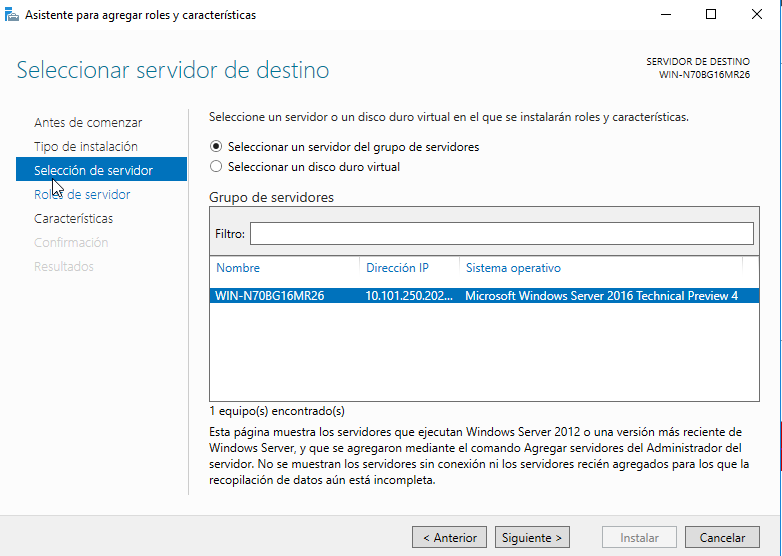 Asistente para agregar roles y características
Seleccionar servidor de destino
SERVIDOR DE DESTINO
WIN-N70BG16MR26
Antes de comenzar
Tipo de instalación
Selección de servidor
Roles de servidor
Características
Confirmación
Resultados
Seleccione un servidor o un disco duro virtual en el que se instalarán roles y características.
Seleccionar un servidor del grupo de servidores
Seleccionar un disco duro virtual
Grupo de servidores
Filtro:
Nombre Dirección IP Sistema operativo
WIN-N70BG16MR26 10.101.250.202... Microsoft Windows Server 2016 Technical Preview 4
1 equipo(s) encontrado(s)
Esta página muestra los servidores que ejecutan Windows Server 2012 o una versión más reciente de
Windows Server, y que se agregaron mediante el comando Agregar servidores del Administrador del
servidor. No se muestran los servidores sin conexión ni los servidores recién agregados para los que la
recopilación de datos aún está incompleta.
< Anterior Siguiente > Instalar Cancelar